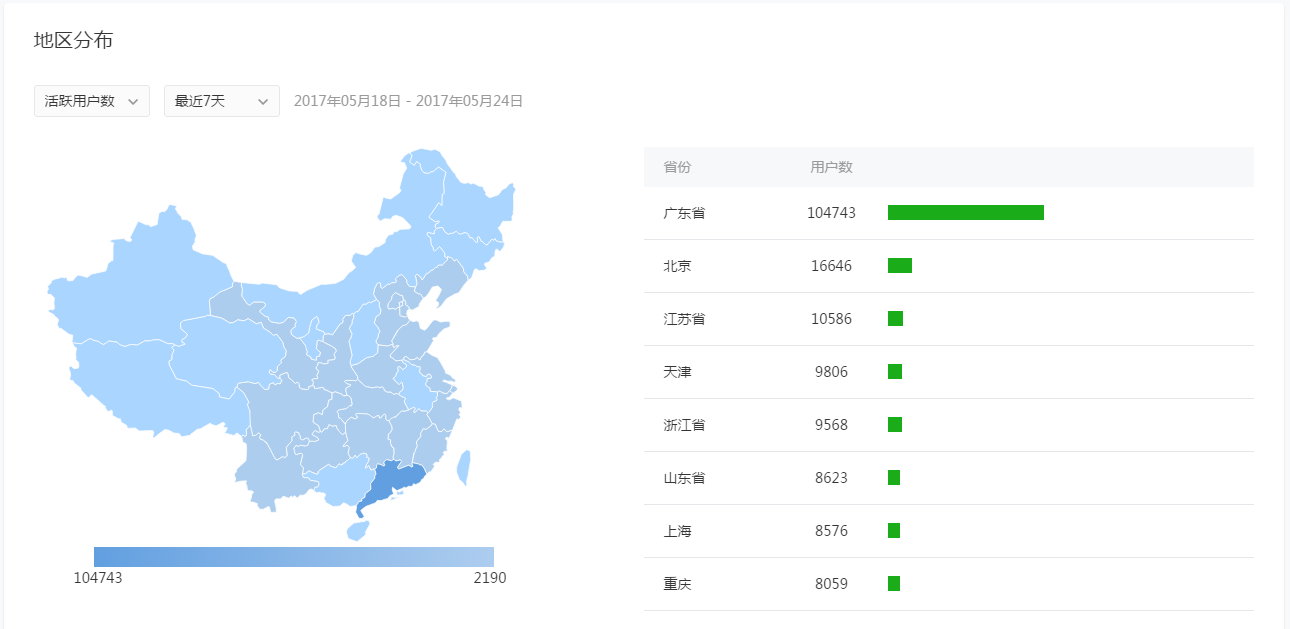 地区分布
活跃用户数 最近7天 2017年05月18日 - 2017年05月24日
省份 用户数
广东省 104743
北京 16646
江苏省 10586
天津 9806
浙江省 9568
山东省 8623
上海 8576
重庆 8059
104743 2190